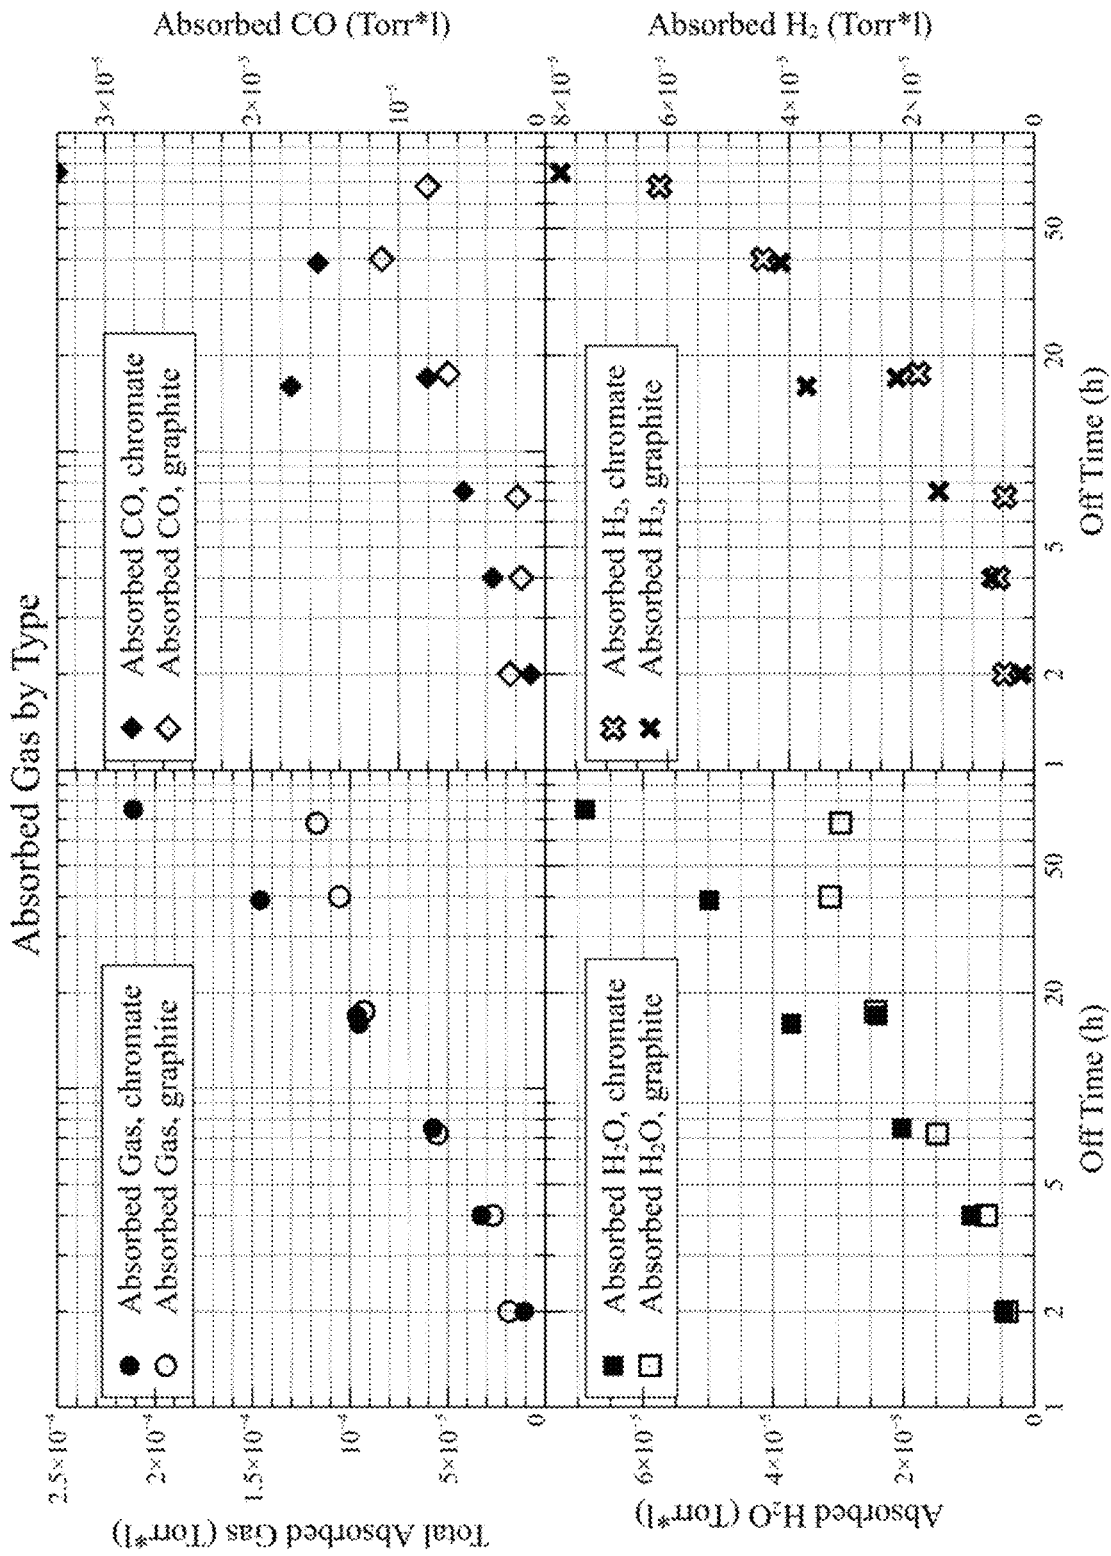 Absorbed Gas by Type
Total Absorbed Gas (Torr*l)
2.5×10⁻⁴
2×10⁻⁴
1.5×10⁻⁴
10⁻⁴
5×10⁻⁵
0
Absorbed Gas, chromate
Absorbed Gas, graphite
Absorbed CO, chromate
Absorbed CO, graphite
3×10⁻⁵
2×10⁻⁵
10⁻⁵
0
Absorbed CO (Torr*l)
Absorbed H₂O (Torr*l)
6×10⁻⁵
4×10⁻⁵
2×10⁻⁵
0
Absorbed H₂O, chromate
Absorbed H₂O, graphite
1 2 5 20 50
Off Time (h)
Absorbed H₂, chromate
Absorbed H₂, graphite
1 2 5 20 50
Off Time (h)
8×10⁻⁵
6×10⁻⁵
4×10⁻⁵
2×10⁻⁵
0
Absorbed H₂ (Torr*l)